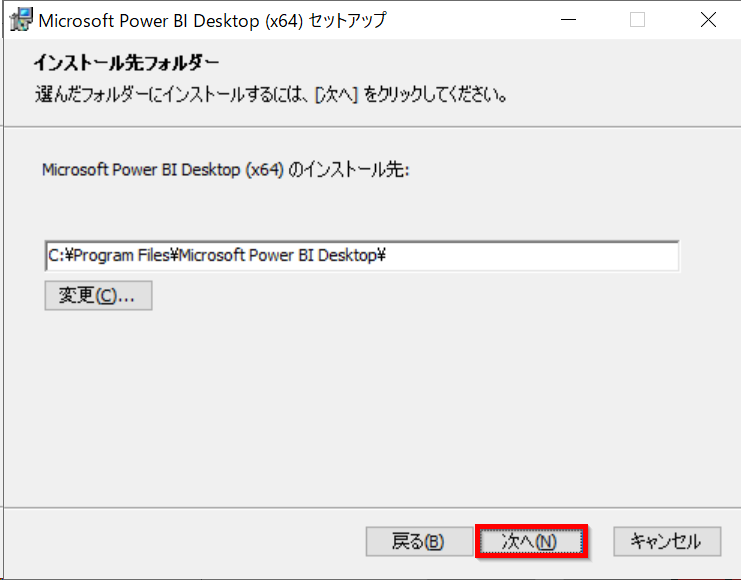 Microsoft Power BI Desktop (x64) セットアップ
インストール先フォルダー
選んだフォルダーにインストールするには、[次へ] をクリックしてください。
Microsoft Power BI Desktop (x64) のインストール先:
C:¥Program Files¥Microsoft Power BI Desktop¥
変更(C)...
戻る(B) 次へ(N) キャンセル